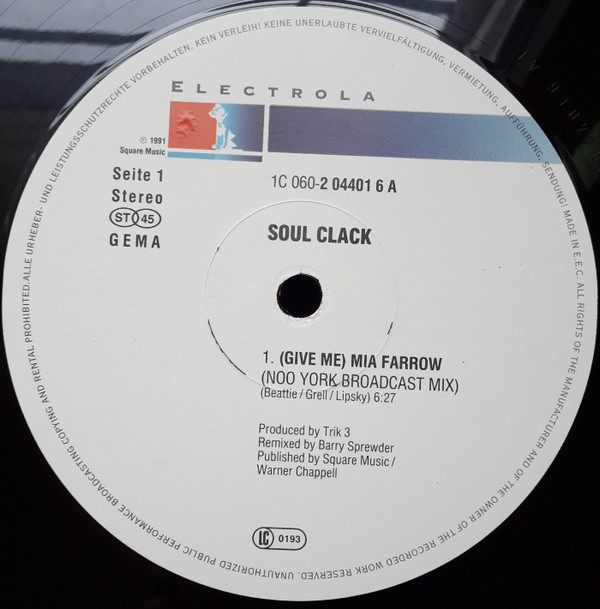 ALLE URHEBER- UND LEISTUNGSSCHUTZRECHTE VORBEHALTEN. KEIN VERLEIH! KEINE UNERLAUBTE VERVIELFÄLTIGUNG, VERMIETUNG, AUFFÜHRUNG, SENDUNG! MADE IN E.E.C. ALL RIGHTS OF THE MANUFACTURER AND OF THE OWNER OF THE RECORDED WORK RESERVED. UNAUTHORIZED PUBLIC PERFORMANCE BROADCASTING COPYING AND RENTAL PROHIBITED.
ELECTROLA
℗ 1991
Square Music
Seite 1
Stereo
ST 45
GEMA
1C 060-2 04401 6 A
SOUL CLACK
1. (GIVE ME) MIA FARROW
(NOO YORK BROADCAST MIX)
(Beattie / Grell / Lipsky) 6:27
Produced by Trik 3
Remixed by Barry Sprewder
Published by Square Music /
Warner Chappell
LC 0193